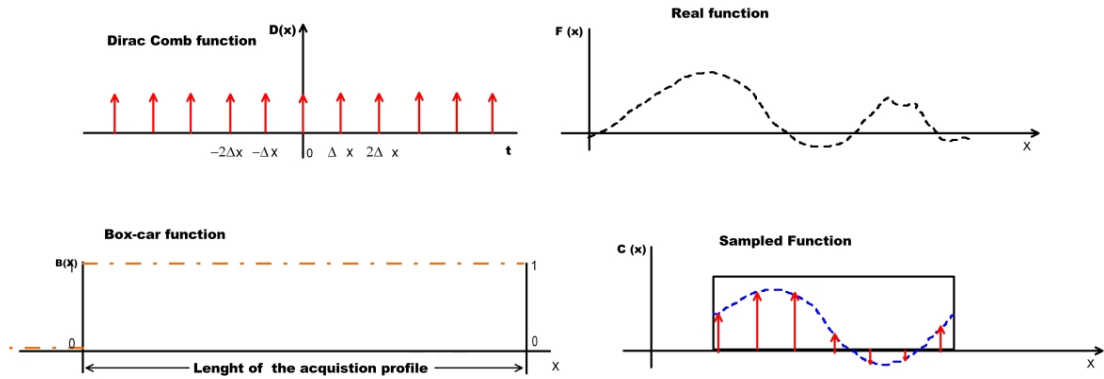 Dirac Comb function
D(x)
−2Δx −Δx 0 Δ x 2Δ x
t
Real function
F (x)
X
Box-car function
B(X)
1
0
1
0
Lenght of the acquistion profile
X
Sampled Function
C (x)
X